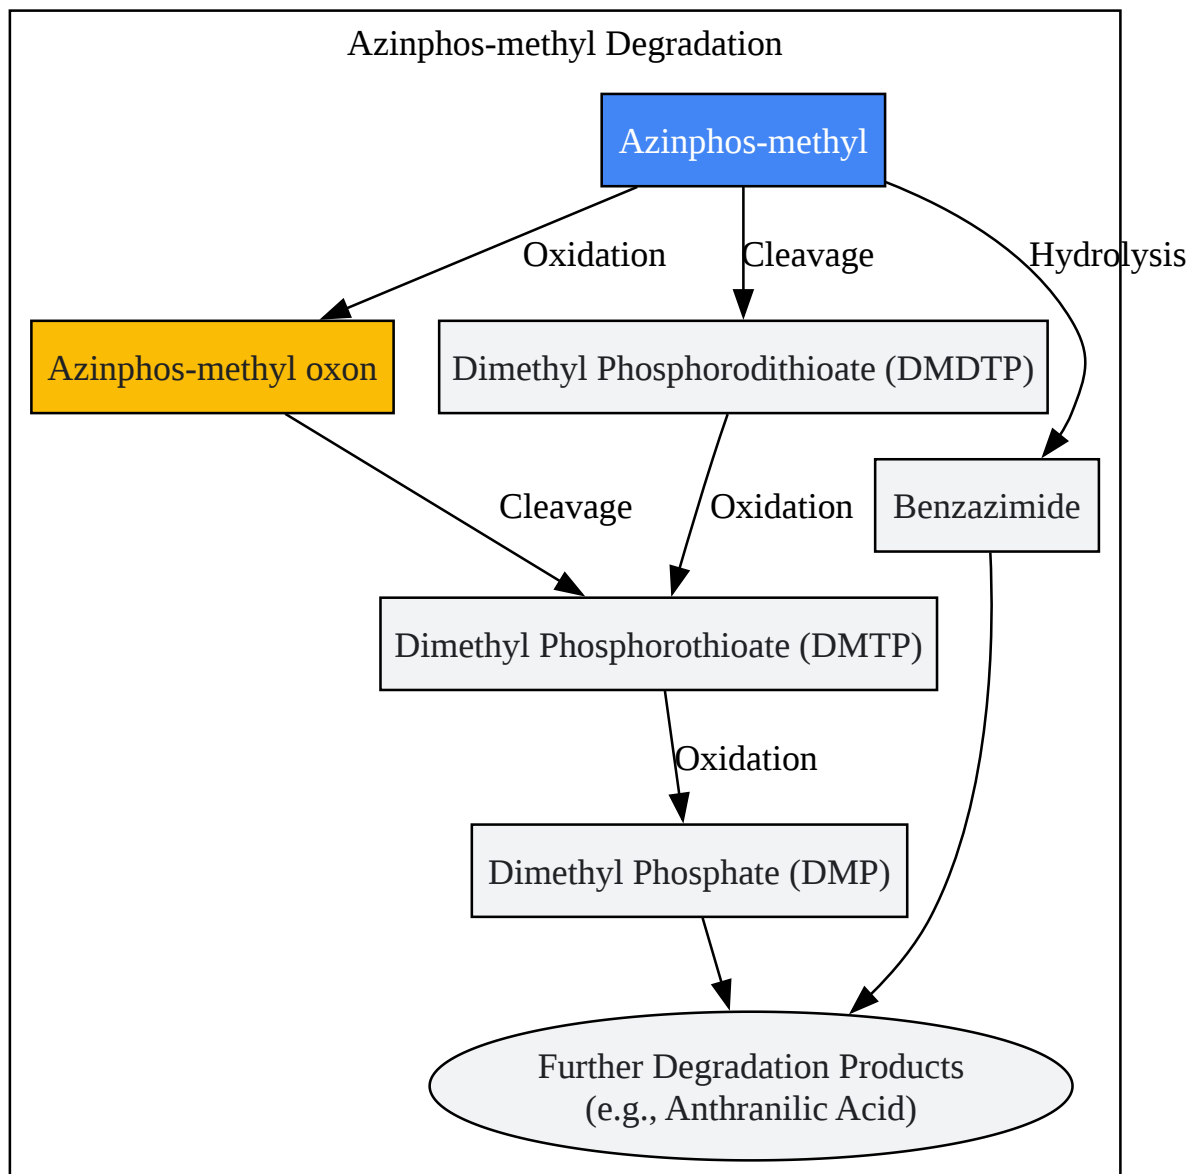 Azinphos-methyl Degradation
Azinphos-methyl
Oxidation
Cleavage
Hydrolysis
Azinphos-methyl oxon
Dimethyl Phosphorodithioate (DMDTP)
Cleavage
Oxidation
Benzazimide
Dimethyl Phosphorothioate (DMTP)
Oxidation
Dimethyl Phosphate (DMP)
Further Degradation Products
(e.g., Anthranilic Acid)